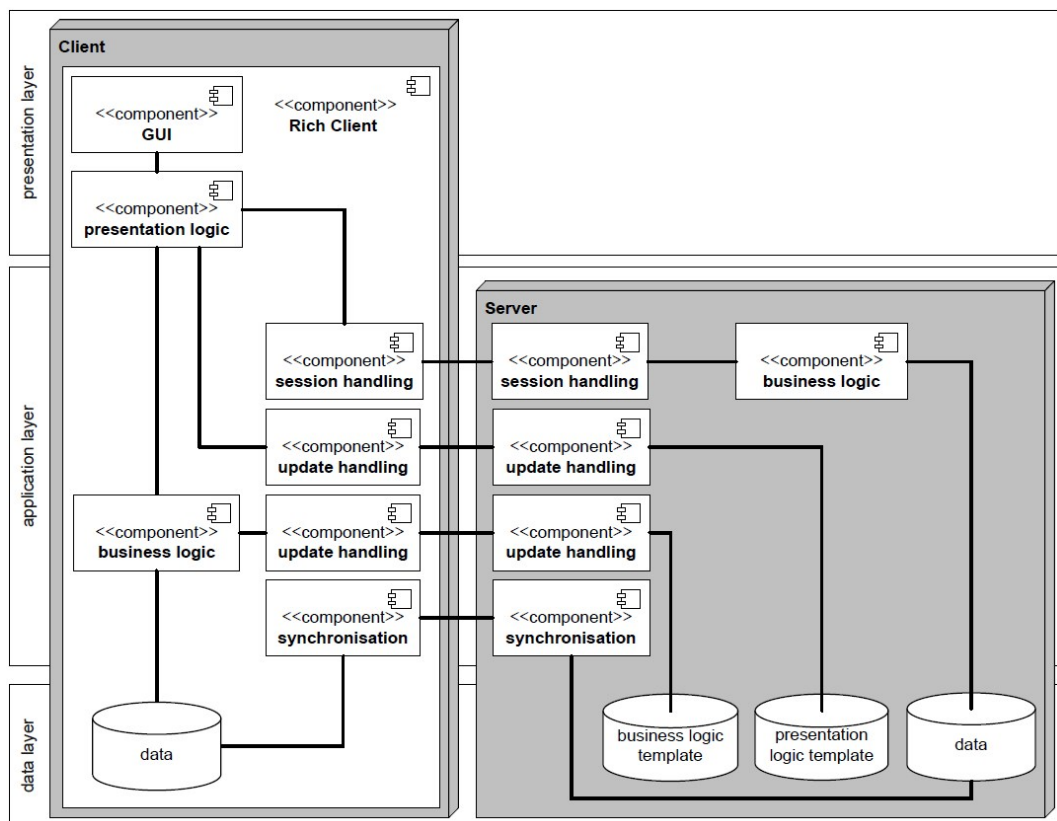 presentation layer
Client
<<component>>
GUI
<<component>>
Rich Client
<<component>>
presentation logic
application layer
Server
<<component>>
session handling
<<component>>
session handling
<<component>>
business logic
<<component>>
update handling
<<component>>
update handling
<<component>>
business logic
<<component>>
update handling
<<component>>
update handling
<<component>>
synchronisation
<<component>>
synchronisation
data layer
data
business logic
template
presentation
logic template
data